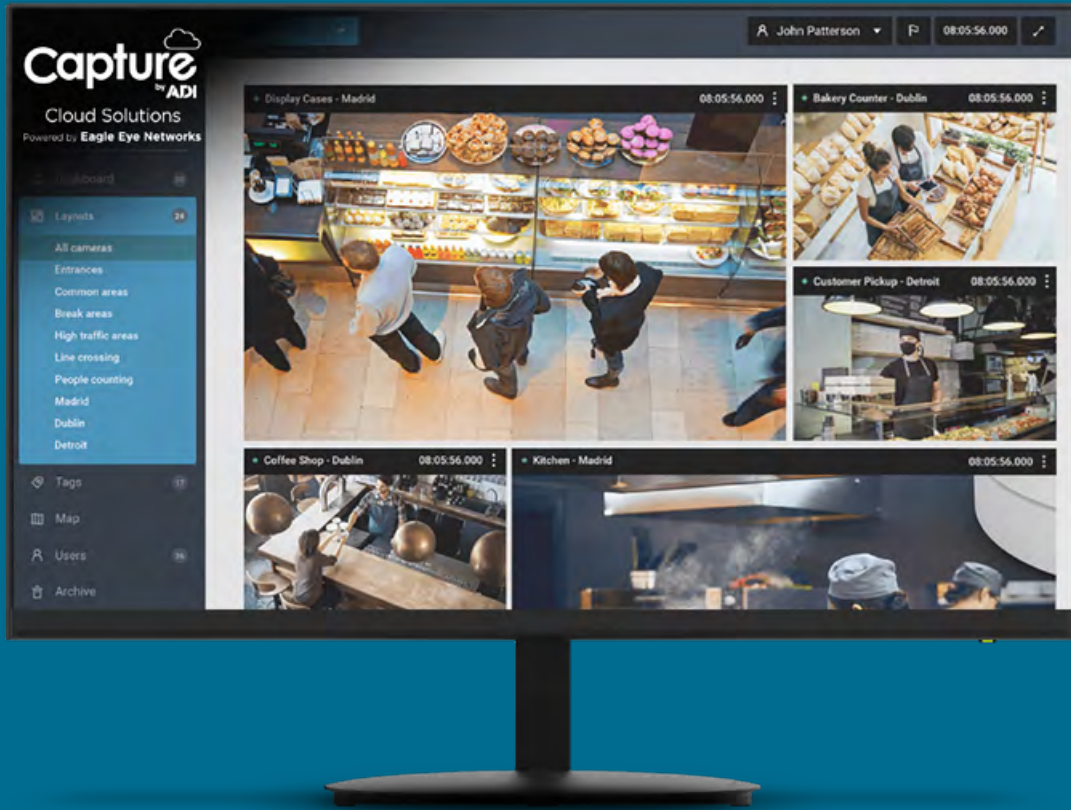 Capture
by ADI
Cloud Solutions
Powered by Eagle Eye Networks
John Patterson
08:05:56.000
Dashboard
Layouts 24
All cameras
Entrances
Common areas
Break areas
High traffic areas
Line crossing
People counting
Madrid
Dublin
Detroit
Tags 17
Map
Users
Archive
Display Cases - Madrid 08:05:56.000
Bakery Counter - Dublin 08:05:56.000
Customer Pickup - Detroit 08:05:56.000
Coffee Shop - Dublin 08:05:56.000
Kitchen - Madrid 08:05:56.000